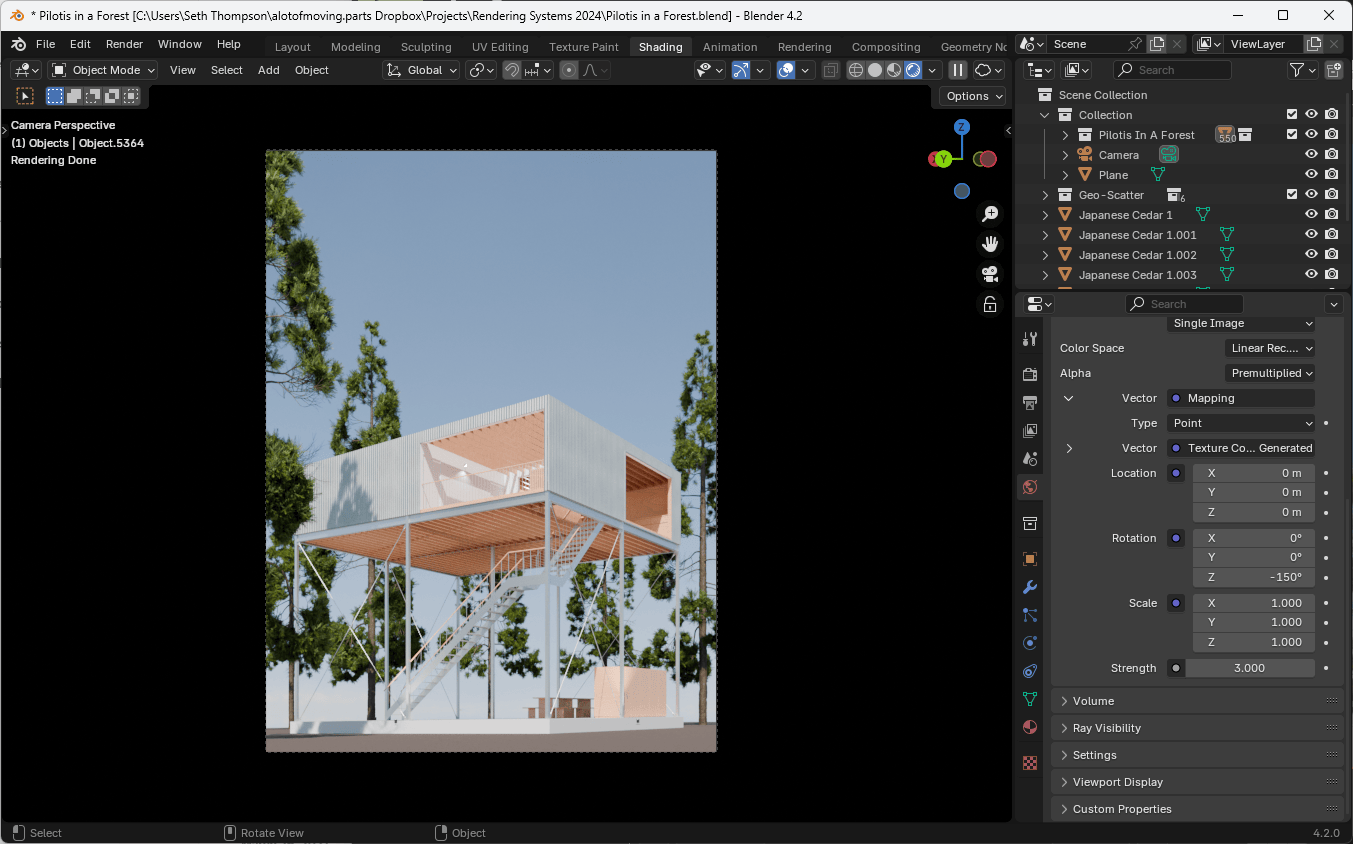 * Pilotis in a Forest [C:\Users\Seth Thompson\alotofmoving.parts Dropbox\Projects\Rendering Systems 2024\Pilotis in a Forest.blend] - Blender 4.2
File Edit Render Window Help Layout Modeling Sculpting UV Editing Texture Paint Shading Animation Rendering Compositing Geometry No
Scene ViewLayer
Object Mode View Select Add Object Global
Search
Options
Camera Perspective
(1) Objects | Object.5364
Rendering Done
Z
Y
Scene Collection
Collection
Pilotis In A Forest 550
Camera
Plane
Geo-Scatter 6
Japanese Cedar 1
Japanese Cedar 1.001
Japanese Cedar 1.002
Japanese Cedar 1.003
Search
Single Image
Color Space Linear Rec....
Alpha Premultiplied
Vector Mapping
Type Point
Vector Texture Co... Generated
Location X 0 m
Y 0 m
Z 0 m
Rotation X 0°
Y 0°
Z -150°
Scale X 1.000
Y 1.000
Z 1.000
Strength 3.000
Volume
Ray Visibility
Settings
Viewport Display
Custom Properties
Select Rotate View Object 4.2.0